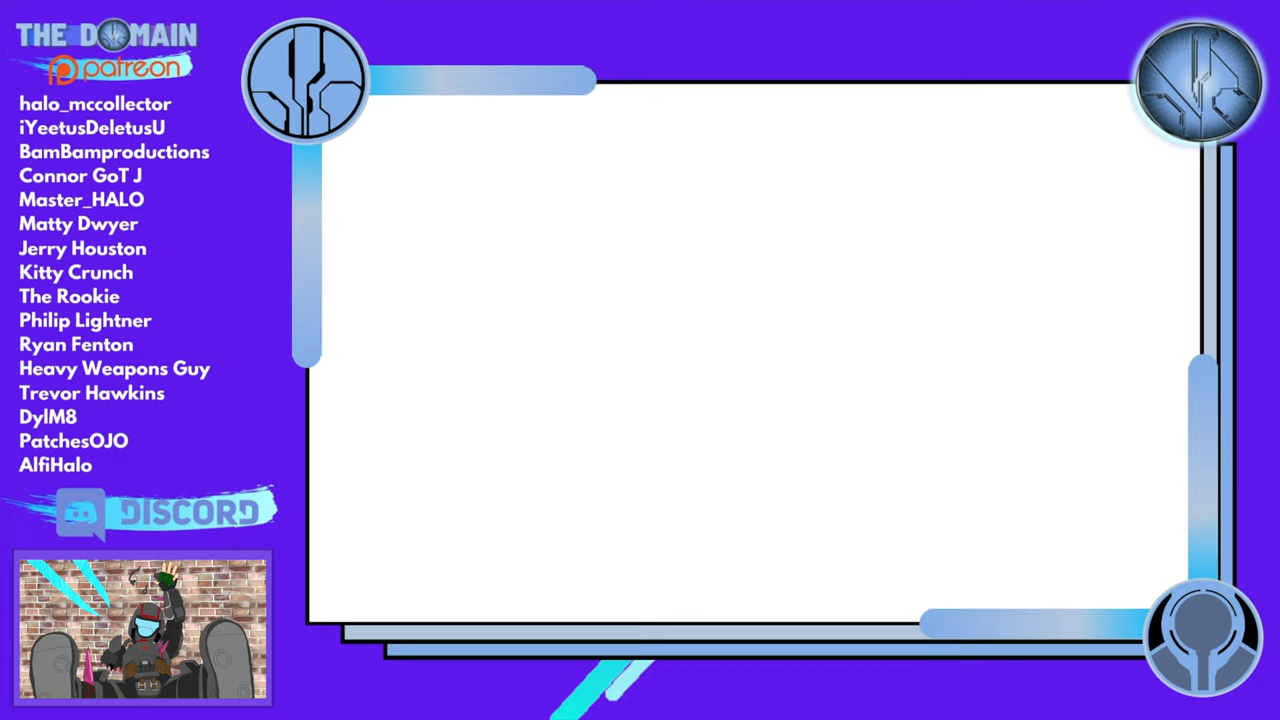 THE DOMAIN
patreon
halo_mccollector
iYeetusDeletusU
BamBamproductions
Connor GoT J
Master_HALO
Matty Dwyer
Jerry Houston
Kitty Crunch
The Rookie
Philip Lightner
Ryan Fenton
Heavy Weapons Guy
Trevor Hawkins
DylM8
PatchesOJO
AlfiHalo
DISCORD